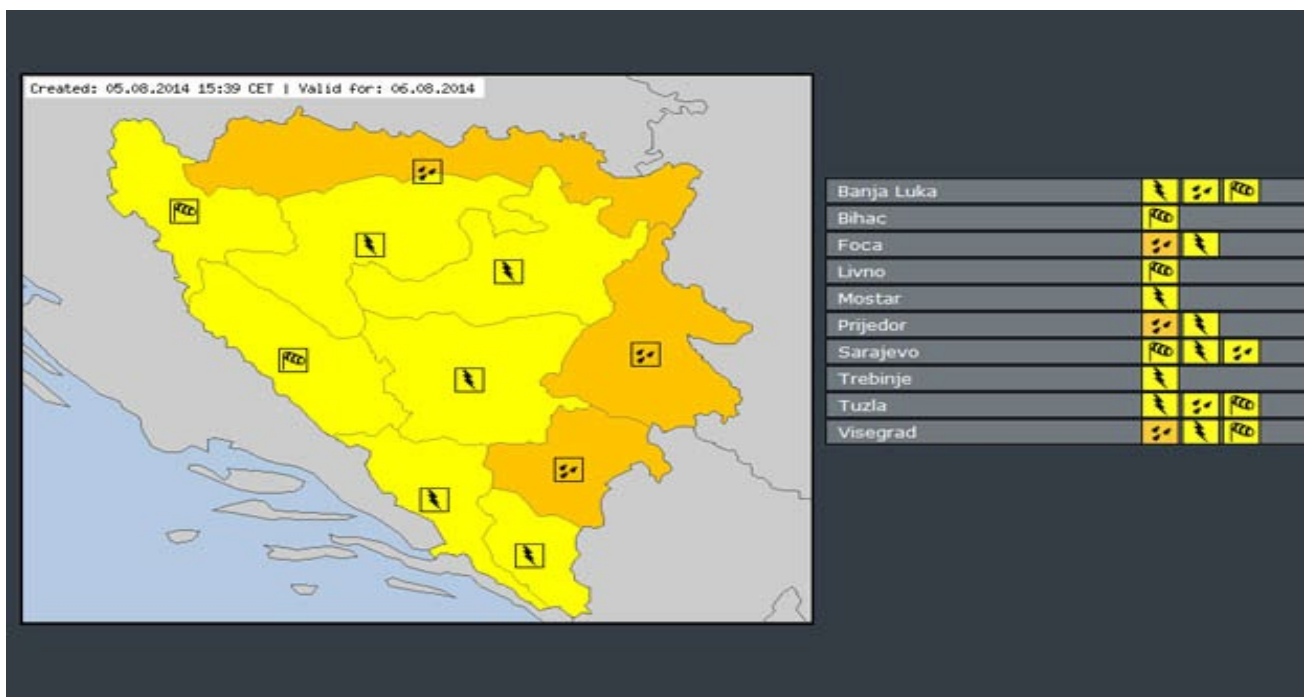 Created: 05.08.2014 15:39 CET | Valid for: 06.08.2014
Banja Luka
Bihac
Foca
Livno
Mostar
Prijedor
Sarajevo
Trebinje
Tuzla
Visegrad